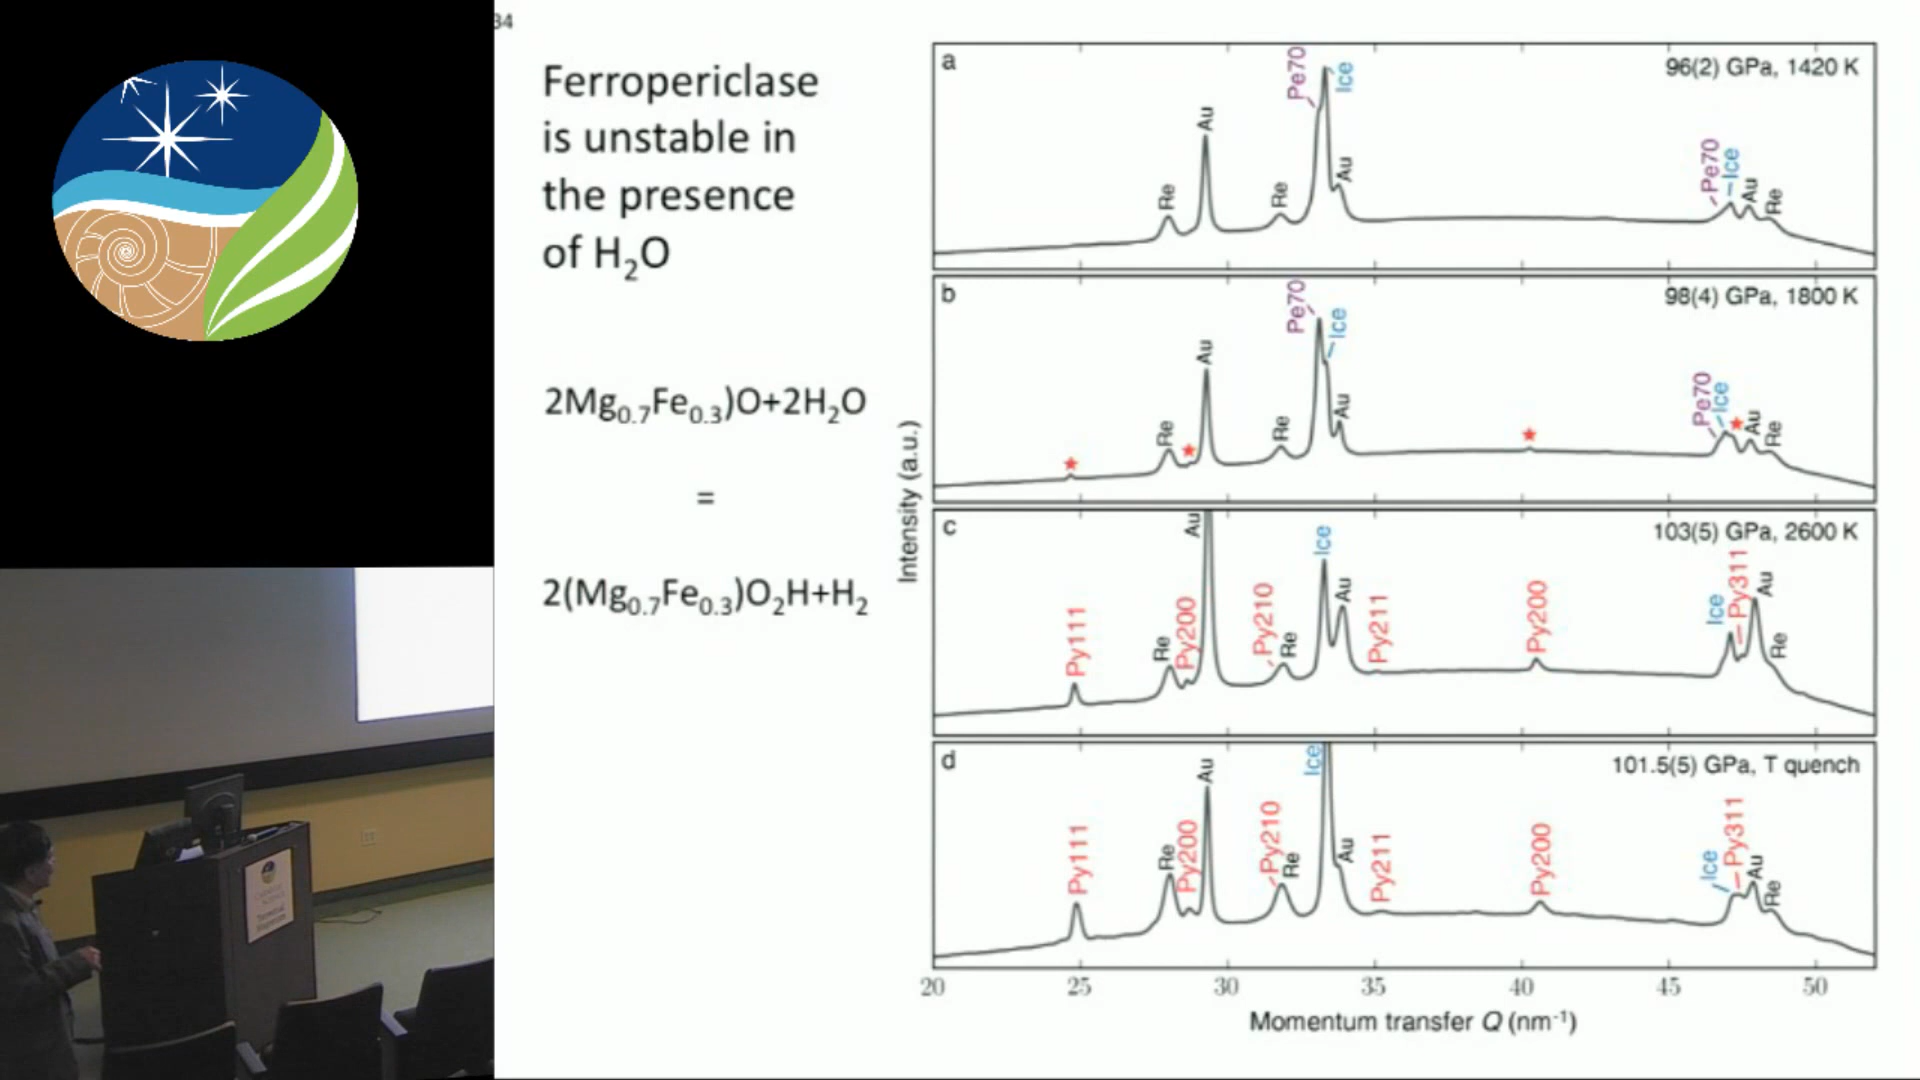 34
Ferropericlase
is unstable in
the presence
of H₂O
2Mg₀.₇Fe₀.₃)O+2H₂O
=
2(Mg₀.₇Fe₀.₃)O₂H+H₂
Intensity (a.u.)
a
96(2) GPa, 1420 K
Re
Au
Re
Pe70
Ice
Au
Pe70
Ice
Au
Re
b
98(4) GPa, 1800 K
Re
Au
Re
Pe70
Ice
Au
Pe70
Ice
Au
Re
c
103(5) GPa, 2600 K
Py111
Re
Py200
Au
Py210
Re
Ice
Au
Py211
Py200
Ice
Py311
Au
Re
d
101.5(5) GPa, T quench
Py111
Re
Py200
Au
Py210
Re
Ice
Au
Py211
Py200
Ice
Py311
Au
Re
20 25 30 35 40 45 50
Momentum transfer Q (nm⁻¹)